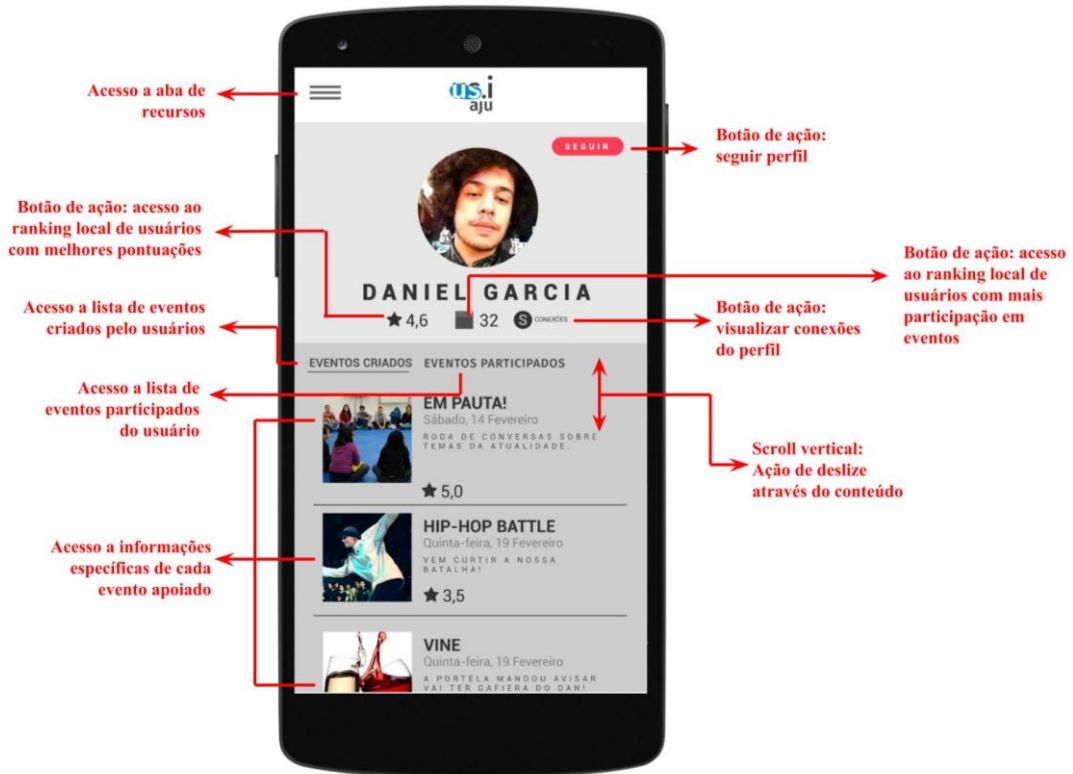 Acesso a aba de
recursos
us.i
aju
SEGUIR
Botão de ação:
seguir perfil
Botão de ação: acesso ao
ranking local de usuários
com melhores pontuações
Botão de ação: acesso
ao ranking local de
usuários com mais
participação em
eventos
DANIEL GARCIA
4,6
32
S CONEXÕES
Botão de ação:
visualizar conexões
do perfil
Acesso a lista de eventos
criados pelo usuários
EVENTOS CRIADOS
EVENTOS PARTICIPADOS
Acesso a lista de
eventos participados
do usuário
EM PAUTA!
Sábado, 14 Fevereiro
RODA DE CONVERSAS SOBRE
TEMAS DA ATUALIDADE.
5,0
Scroll vertical:
Ação de deslize
através do conteúdo
Acesso a informações
específicas de cada
evento apoiado
HIP-HOP BATTLE
Quinta-feira, 19 Fevereiro
VEM CURTIR A NOSSA
BATALHA!
3,5
VINE
Quinta-feira, 19 Fevereiro
A PORTELA MANDOU AVISAR
VAI TER GAFIERA DO DAN!